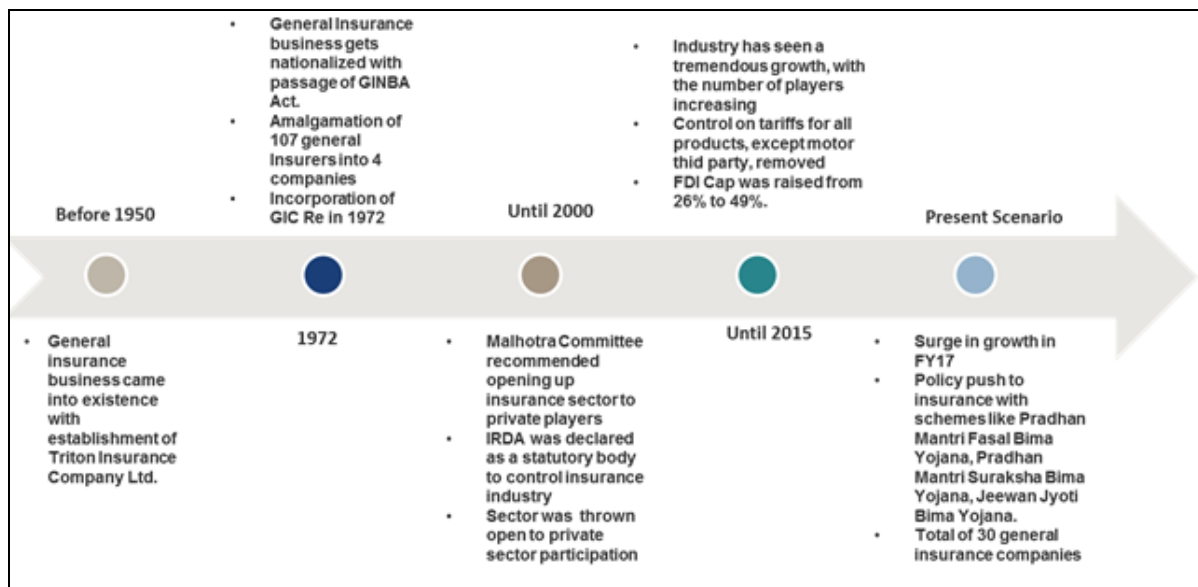 Before 1950
• General
insurance
business came
into existence
with
establishment of
Triton Insurance
Company Ltd.
• General Insurance
business gets
nationalized with
passage of GINBA
Act.
• Amalgamation of
107 general
Insurers into 4
companies
• Incorporation of
GIC Re in 1972
1972
Until 2000
• Malhotra Committee
recommended
opening up
insurance sector to
private players
• IRDA was declared
as a statutory body
to control insurance
industry
• Sector was thrown
open to private
sector participation
• Industry has seen a
tremendous growth, with
the number of players
increasing
• Control on tariffs for all
products, except motor
thid party, removed
• FDI Cap was raised from
26% to 49%.
Until 2015
Present Scenario
• Surge in growth in
FY17
• Policy push to
insurance with
schemes like Pradhan
Mantri Fasal Bima
Yojana, Pradhan
Mantri Suraksha Bima
Yojana, Jeewan Jyoti
Bima Yojana.
• Total of 30 general
insurance companies